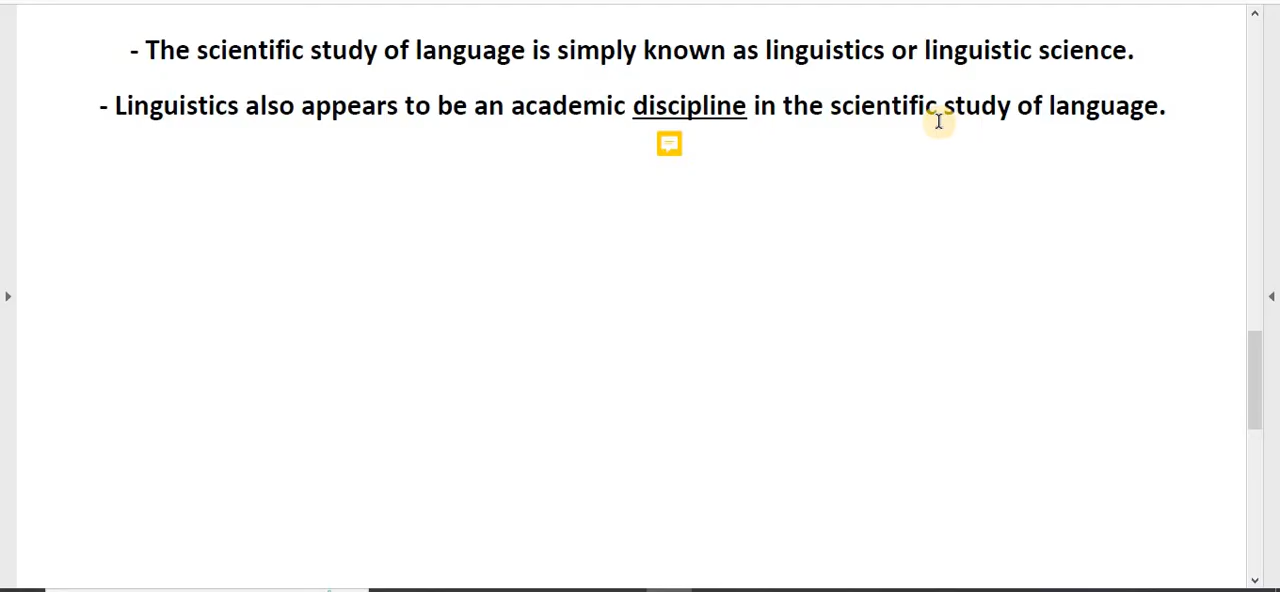 - The scientific study of language is simply known as linguistics or linguistic science.
- Linguistics also appears to be an academic discipline in the scientific study of language.